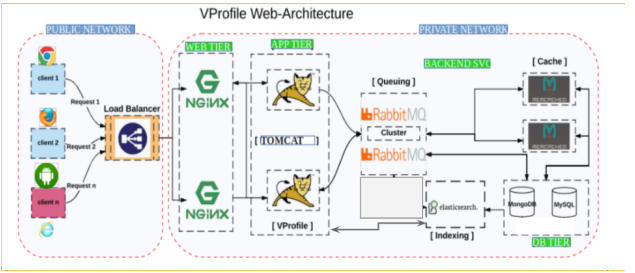 VProfile Web-Architecture
PUBLIC NETWORK
PRIVATE NETWORK
WEB TIER
APP TIER
BACKEND SVC
[ Cache ]
[ Queuing ]
client 1
Request 1
Load Balancer
NGINX
RabbitMQ
MEMCACHED
client 2
Request 2
[ TOMCAT ]
Cluster
MEMCACHED
RabbitMQ
Request n
client n
NGINX
[ VProfile ]
elasticsearch.
[ Indexing ]
MongoDB
MySQL
DB TIER